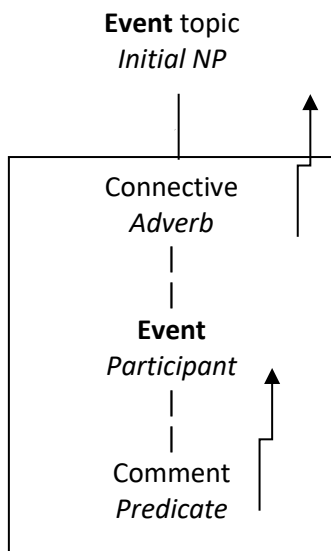 Event topic
Initial NP
Connective
Adverb
Event
Participant
Comment
Predicate